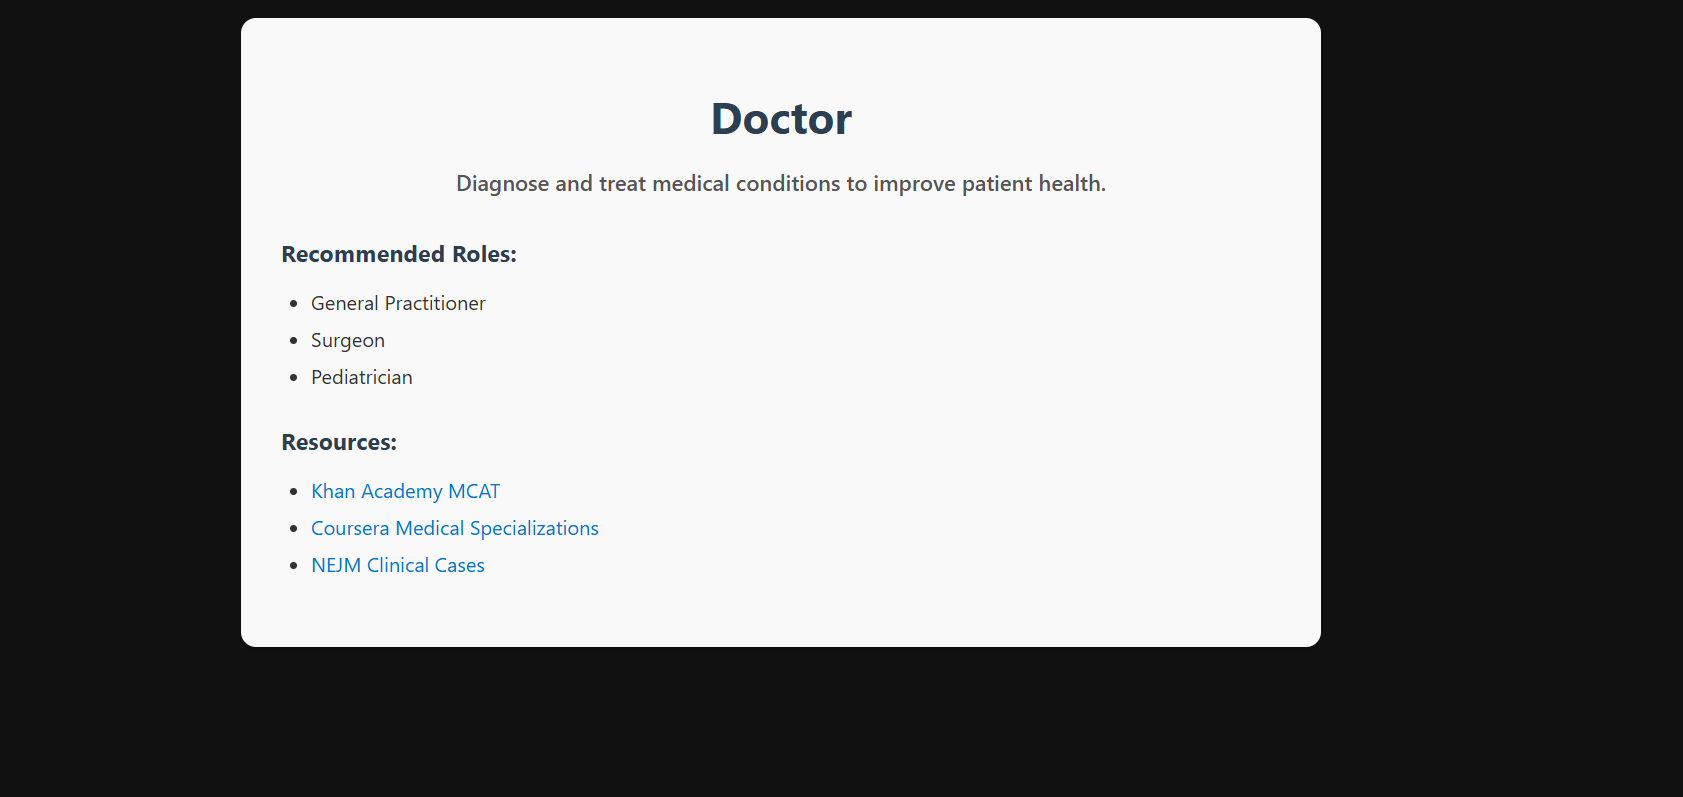 Doctor
Diagnose and treat medical conditions to improve patient health.
Recommended Roles:
General Practitioner
Surgeon
Pediatrician
Resources:
Khan Academy MCAT
Coursera Medical Specializations
NEJM Clinical Cases